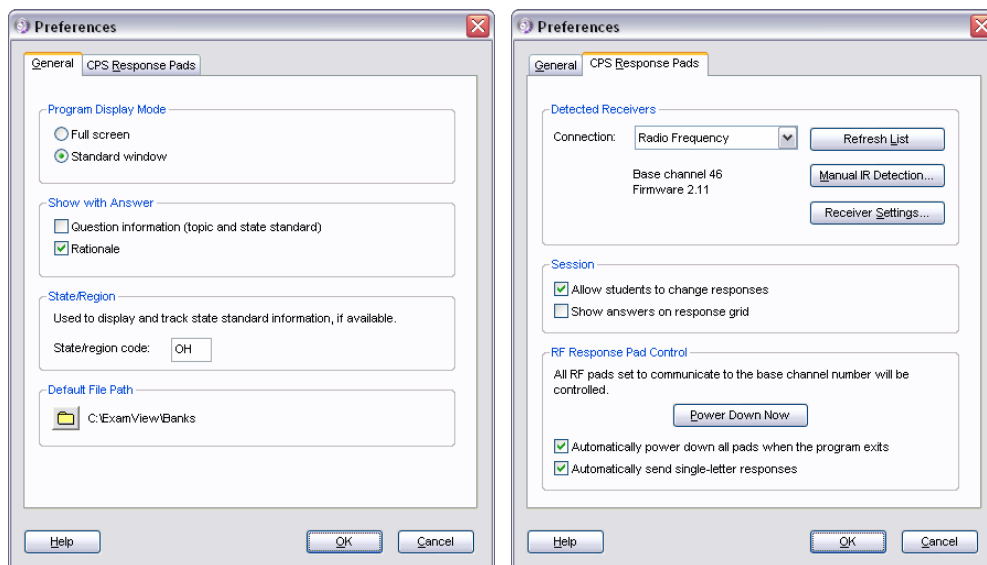 Preferences
General
CPS Response Pads
Program Display Mode
Full screen
Standard window
Show with Answer
Question information (topic and state standard)
Rationale
State/Region
Used to display and track state standard information, if available.
State/region code: OH
Default File Path
C:\ExamView\Banks
Help
OK
Cancel
Preferences
General
CPS Response Pads
Detected Receivers
Connection: Radio Frequency
Refresh List
Base channel 46
Firmware 2.11
Manual IR Detection...
Receiver Settings...
Session
Allow students to change responses
Show answers on response grid
RF Response Pad Control
All RF pads set to communicate to the base channel number will be
controlled.
Power Down Now
Automatically power down all pads when the program exits
Automatically send single-letter responses
Help
OK
Cancel